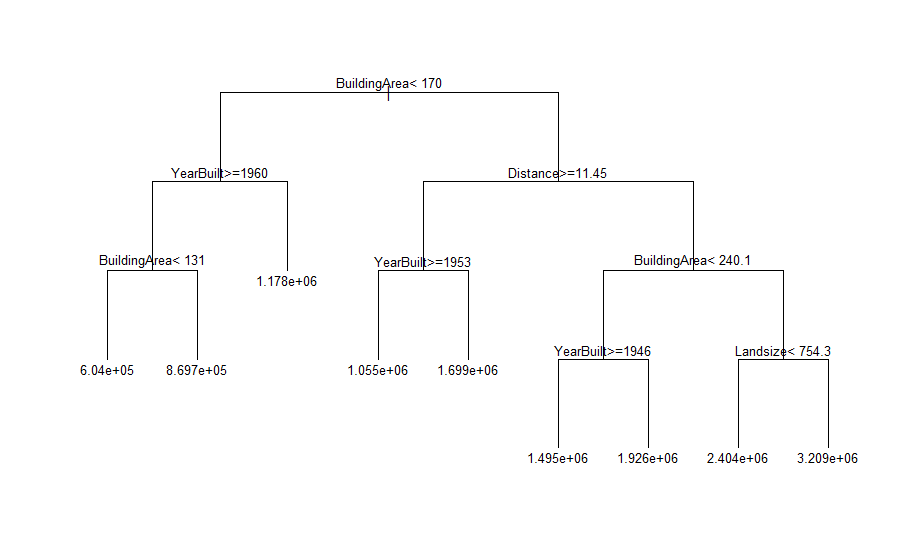 BuildingArea< 170
YearBuilt>=1960
Distance>=11.45
BuildingArea< 131
1.178e+06
YearBuilt>=1953
BuildingArea< 240.1
6.04e+05
8.697e+05
1.055e+06
1.699e+06
YearBuilt>=1946
Landsize< 754.3
1.495e+06
1.926e+06
2.404e+06
3.209e+06